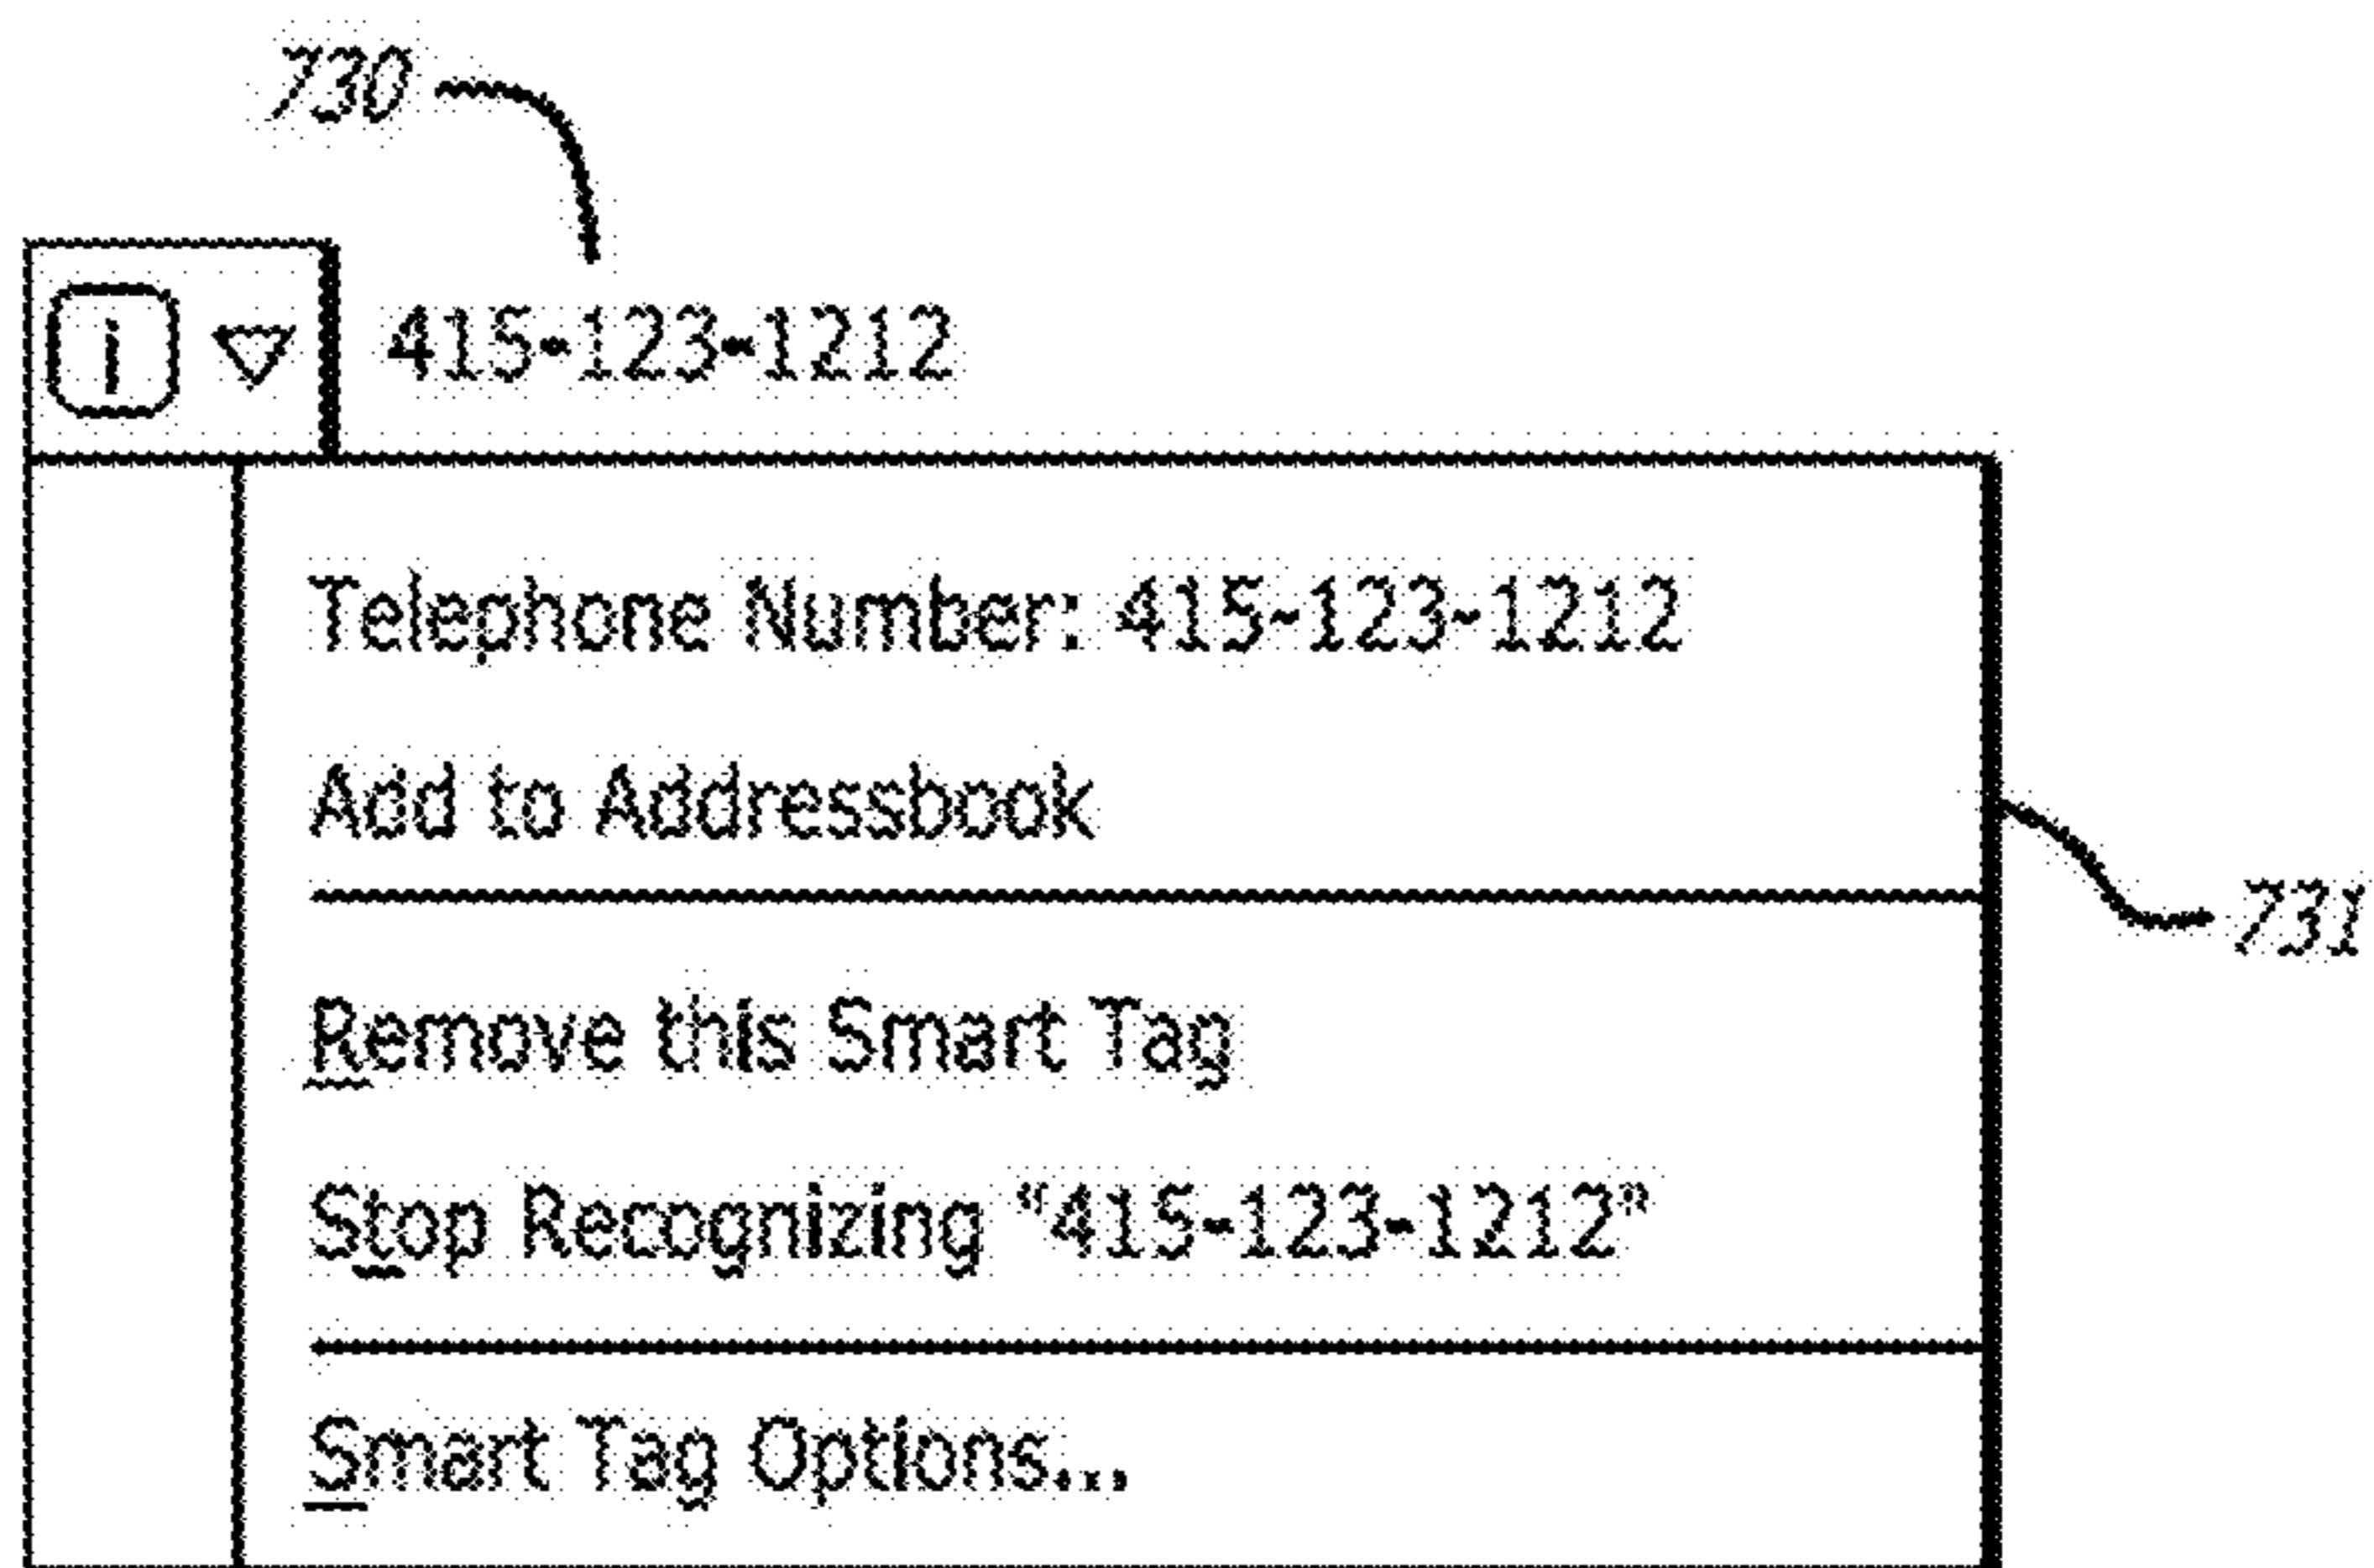 730
i 415-123-1212
Telephone Number: 415-123-1212
Add to Addressbook
731
Remove this Smart Tag
Stop Recognizing "415-123-1212"
Smart Tag Options...